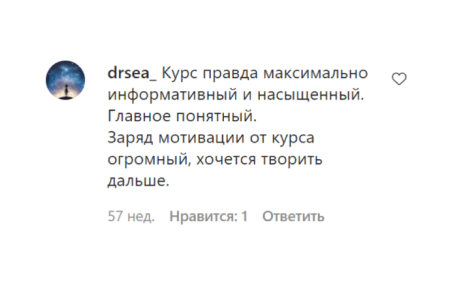 drsea_ Курс правда максимально
информативный и насыщенный.
Главное понятный.
Заряд мотивации от курса
огромный, хочется творить
дальше.
57 нед. Нравится: 1 Ответить